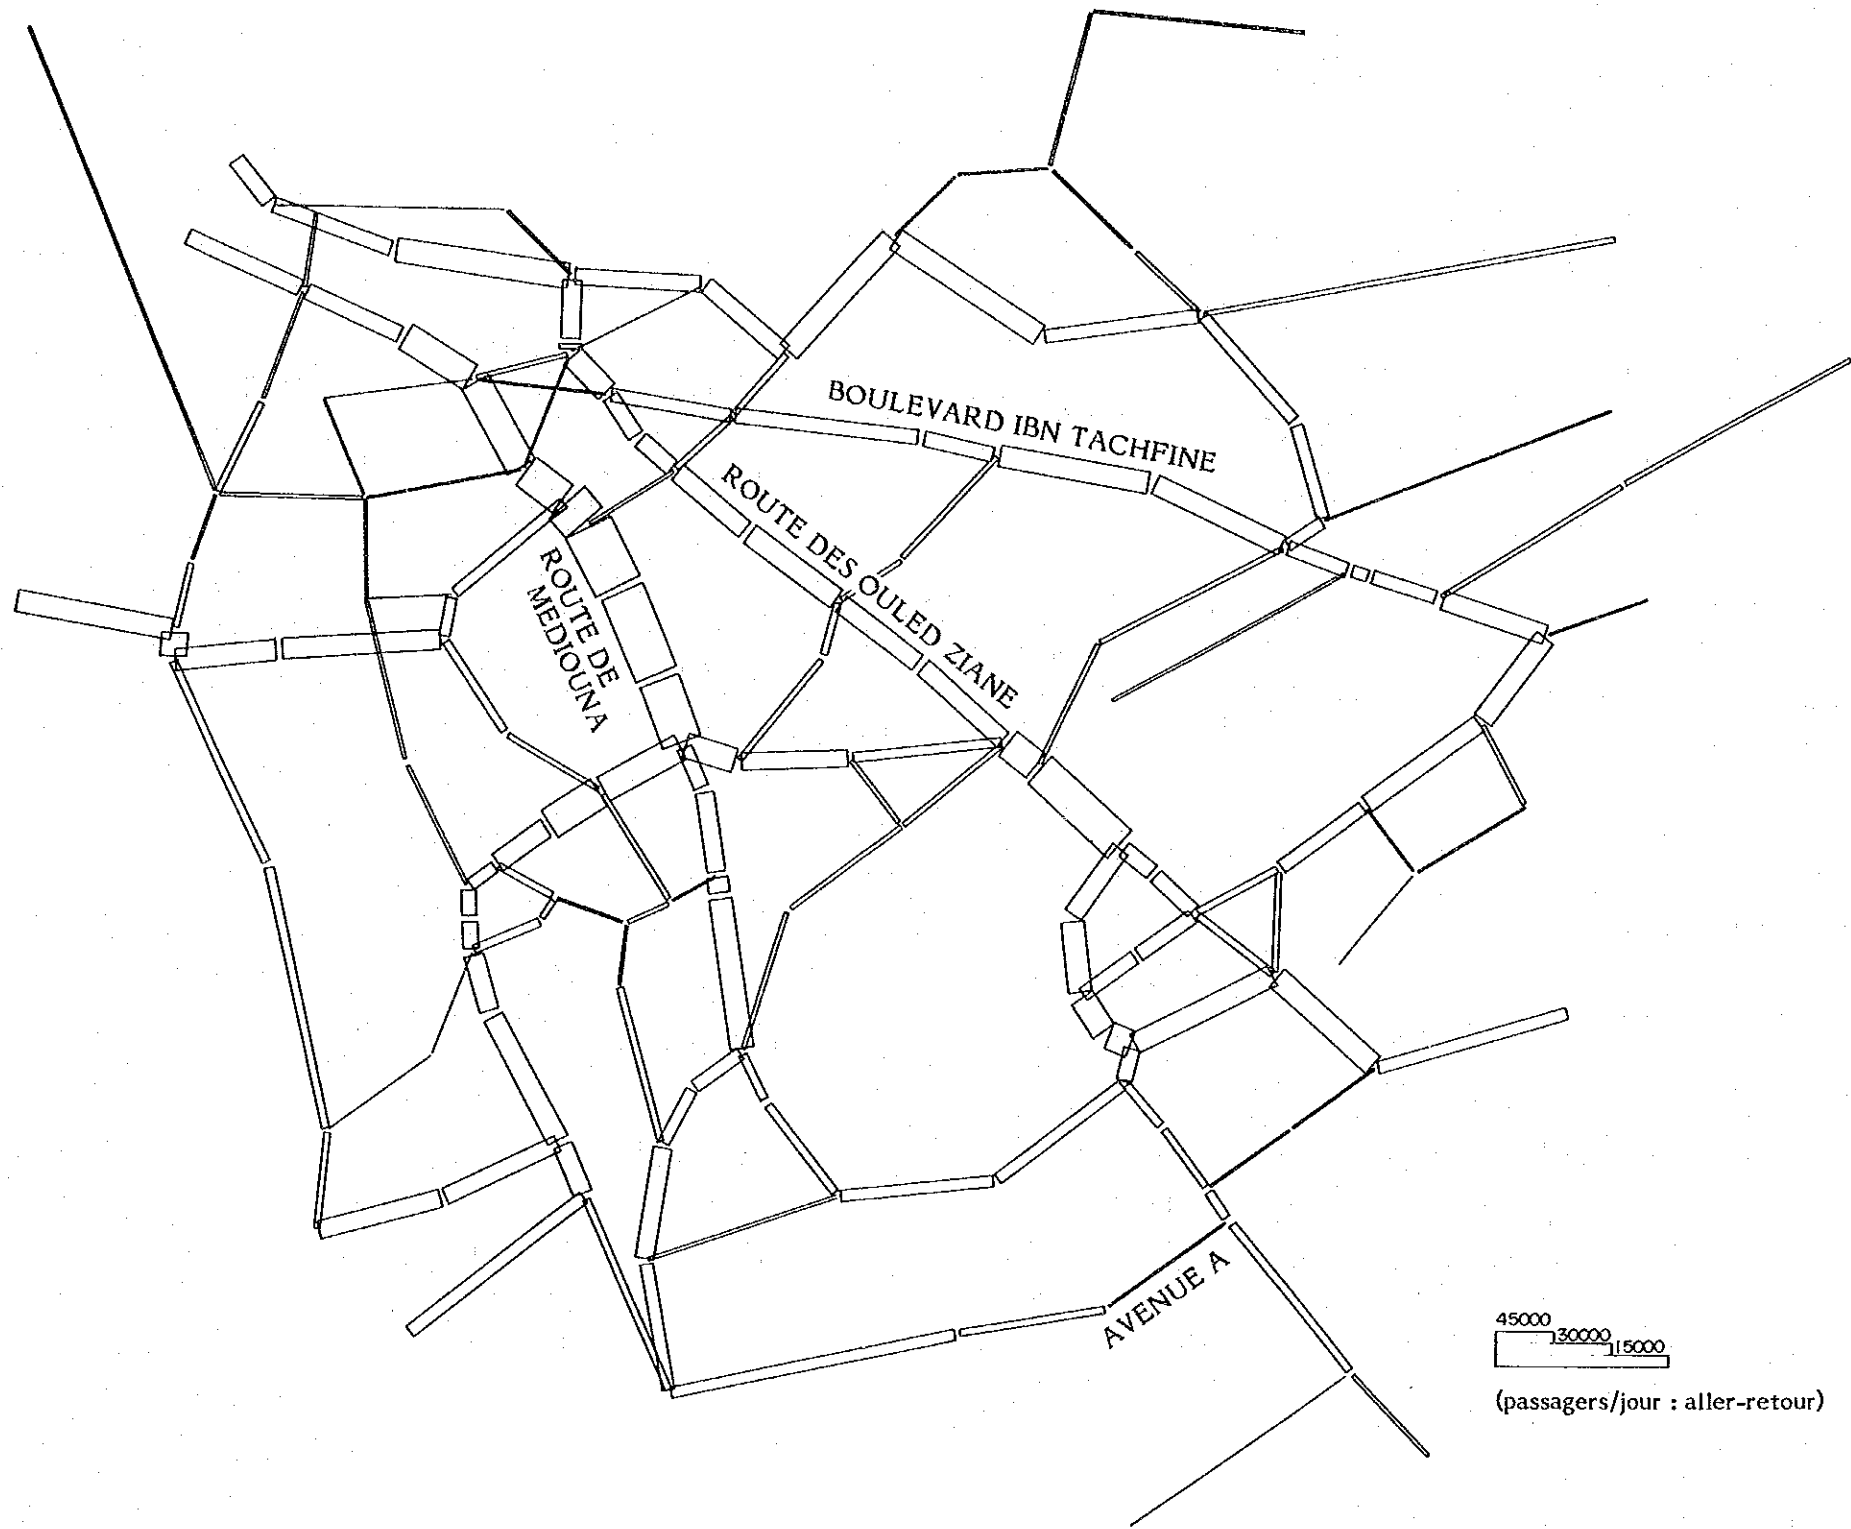 BOULEVARD IBN TACHFINE
ROUTE DES OULED ZIANE
ROUTE DE
MEDIOUNA
AVENUE A
45000
30000
15000
(passagers/jour : aller-retour)